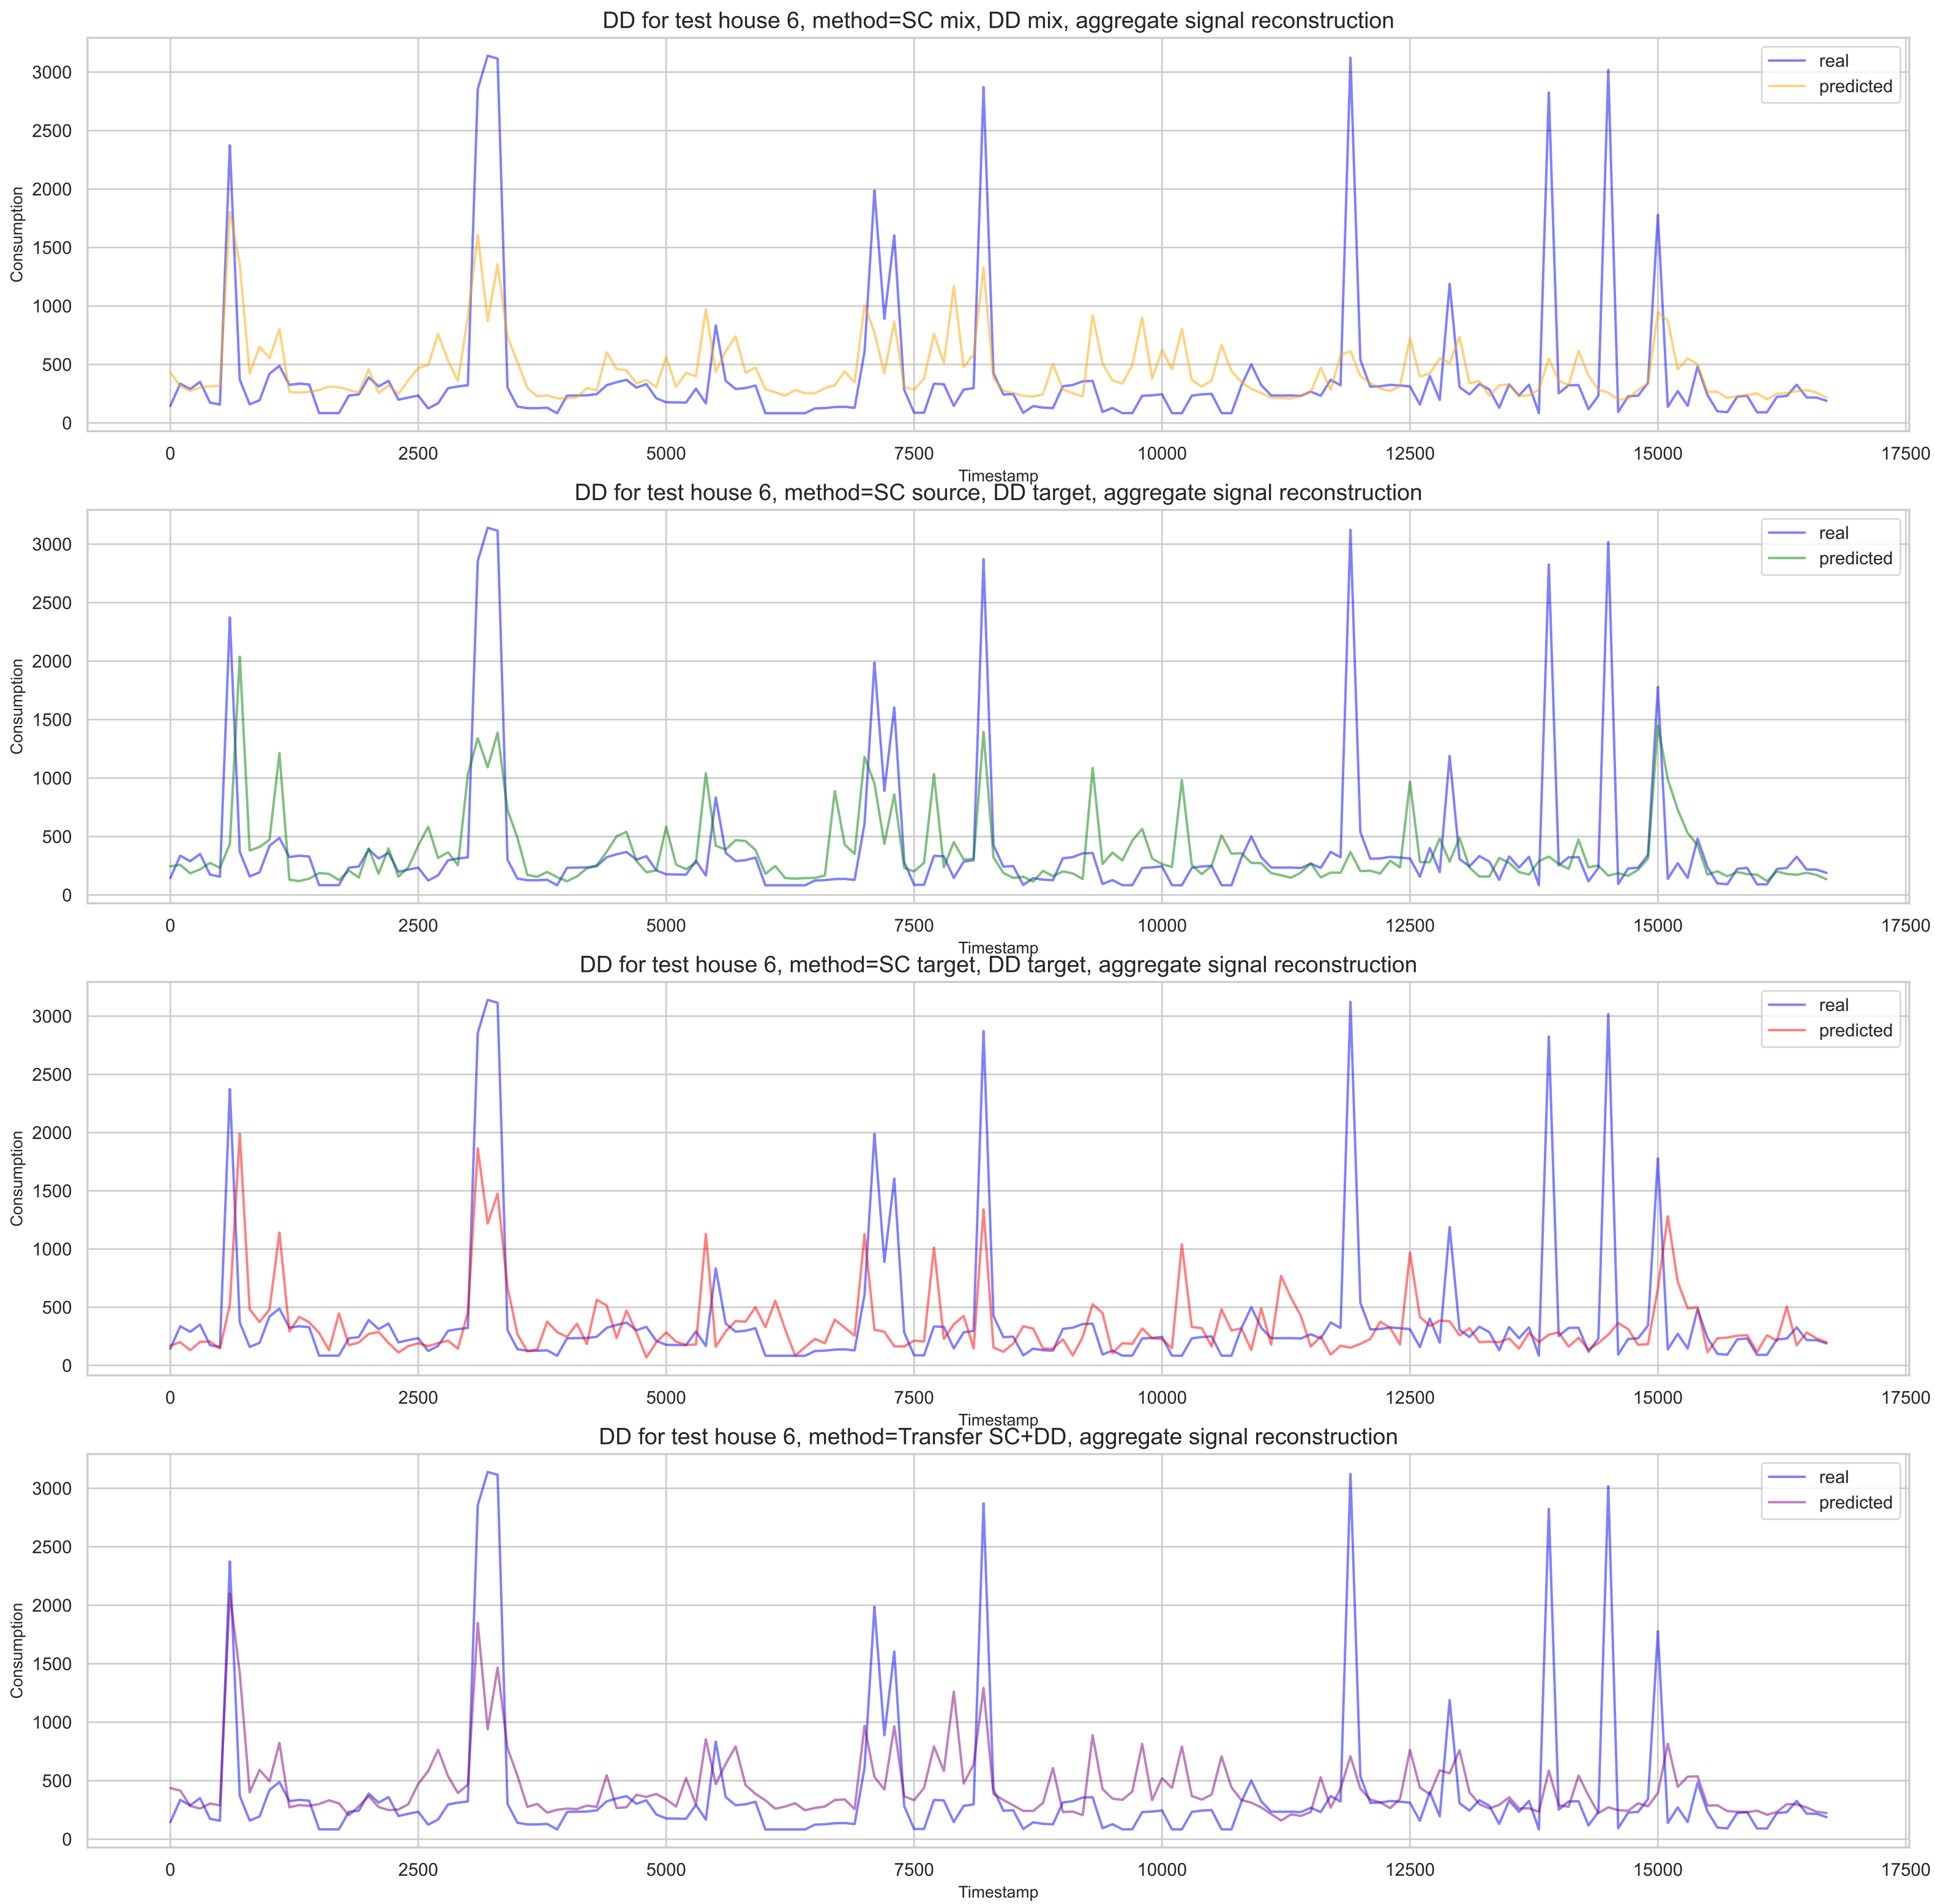 DD for test house 6, method=SC mix, DD mix, aggregate signal reconstruction
real
predicted
Consumption
3000
2500
2000
1500
1000
500
0
0 2500 5000 7500 10000 12500 15000 17500
Timestamp
DD for test house 6, method=SC source, DD target, aggregate signal reconstruction
real
predicted
Consumption
3000
2500
2000
1500
1000
500
0
0 2500 5000 7500 10000 12500 15000 17500
Timestamp
DD for test house 6, method=SC target, DD target, aggregate signal reconstruction
real
predicted
Consumption
3000
2500
2000
1500
1000
500
0
0 2500 5000 7500 10000 12500 15000 17500
Timestamp
DD for test house 6, method=Transfer SC+DD, aggregate signal reconstruction
real
predicted
Consumption
3000
2500
2000
1500
1000
500
0
0 2500 5000 7500 10000 12500 15000 17500
Timestamp